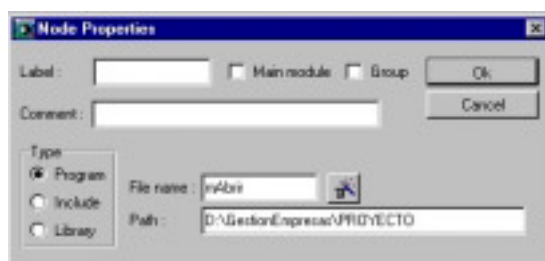 Node Properties
Label :
Main module
Group
Ok
Comment :
Cancel
Type
Program
Include
Library
File name : mAbrir
Path : D:\GestionEmpresas\PROYECTO